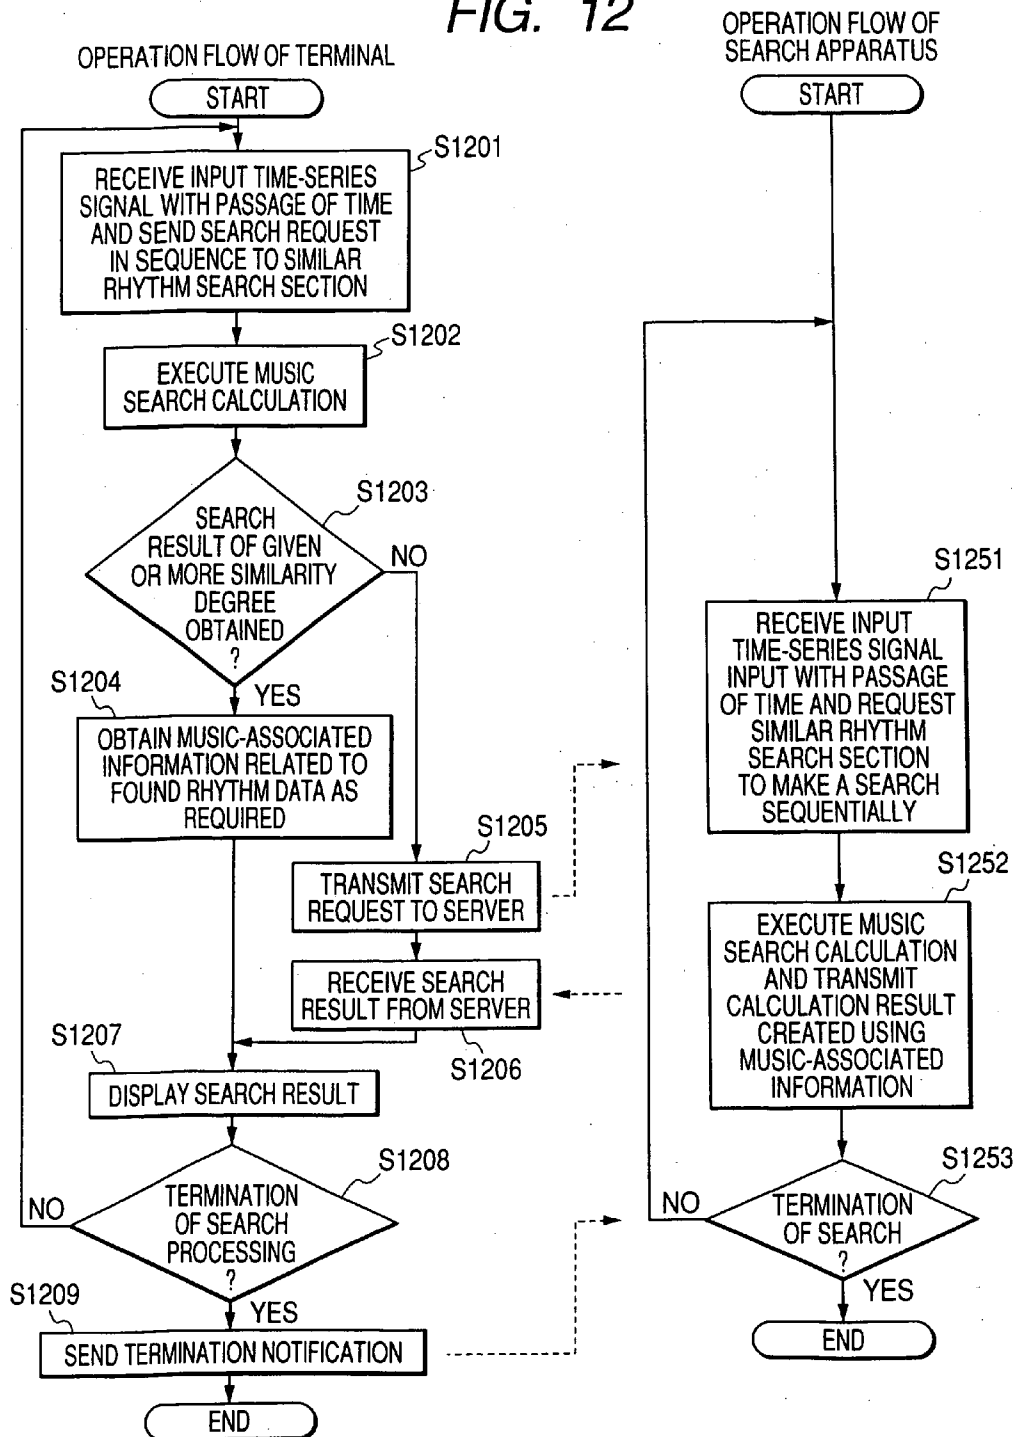 FIG. 12
OPERATION FLOW OF TERMINAL
START
S1201
RECEIVE INPUT TIME-SERIES
SIGNAL WITH PASSAGE OF TIME
AND SEND SEARCH REQUEST
IN SEQUENCE TO SIMILAR
RHYTHM SEARCH SECTION
S1202
EXECUTE MUSIC
SEARCH CALCULATION
S1203
SEARCH
RESULT OF GIVEN
OR MORE SIMILARITY
DEGREE
OBTAINED
?
NO
YES
S1204
OBTAIN MUSIC-ASSOCIATED
INFORMATION RELATED TO
FOUND RHYTHM DATA AS
REQUIRED
S1205
TRANSMIT SEARCH
REQUEST TO SERVER
RECEIVE SEARCH
RESULT FROM SERVER
S1206
S1207
DISPLAY SEARCH RESULT
S1208
TERMINATION
OF SEARCH
PROCESSING
?
NO
YES
S1209
SEND TERMINATION NOTIFICATION
END
OPERATION FLOW OF
SEARCH APPARATUS
START
S1251
RECEIVE INPUT
TIME-SERIES SIGNAL
INPUT WITH PASSAGE
OF TIME AND REQUEST
SIMILAR RHYTHM
SEARCH SECTION
TO MAKE A SEARCH
SEQUENTIALLY
S1252
EXECUTE MUSIC
SEARCH CALCULATION
AND TRANSMIT
CALCULATION RESULT
CREATED USING
MUSIC-ASSOCIATED
INFORMATION
S1253
TERMINATION
OF SEARCH
?
NO
YES
END